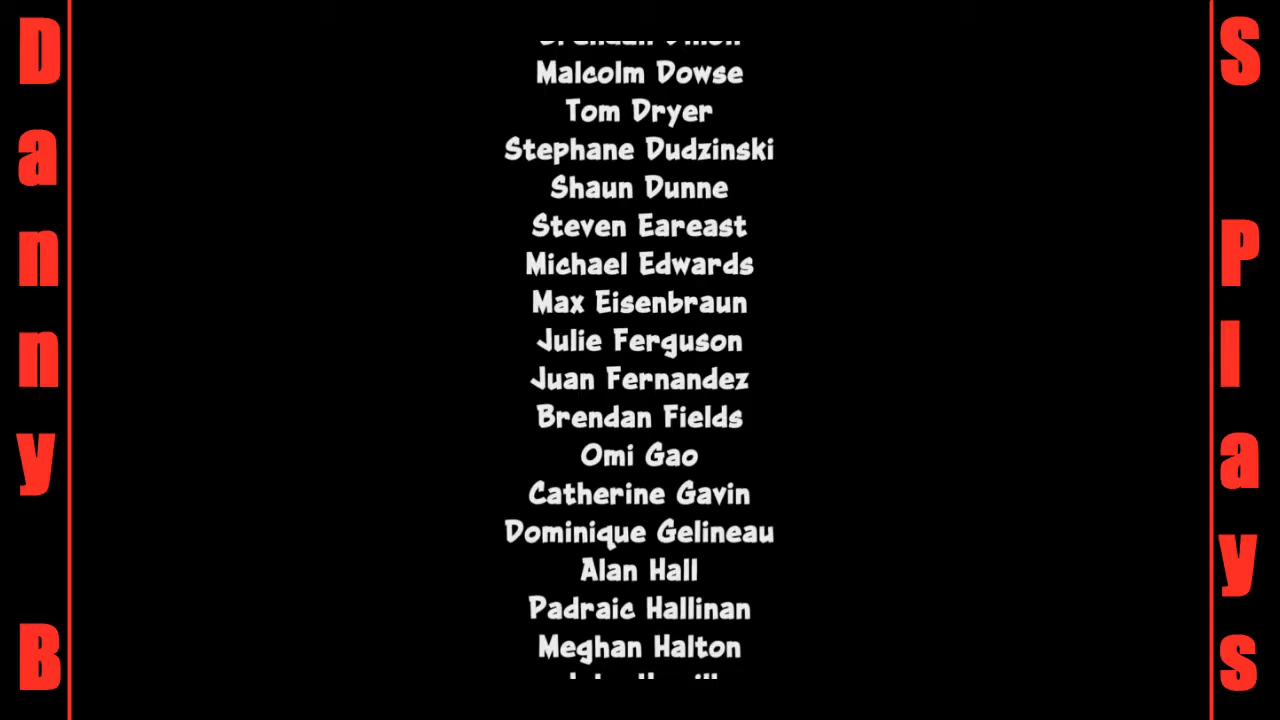 Danny B
Malcolm Dowse
Tom Dryer
Stephane Dudzinski
Shaun Dunne
Steven Eareast
Michael Edwards
Max Eisenbraun
Julie Ferguson
Juan Fernandez
Brendan Fields
Omi Gao
Catherine Gavin
Dominique Gelineau
Alan Hall
Padraic Hallinan
Meghan Halton
S Plays